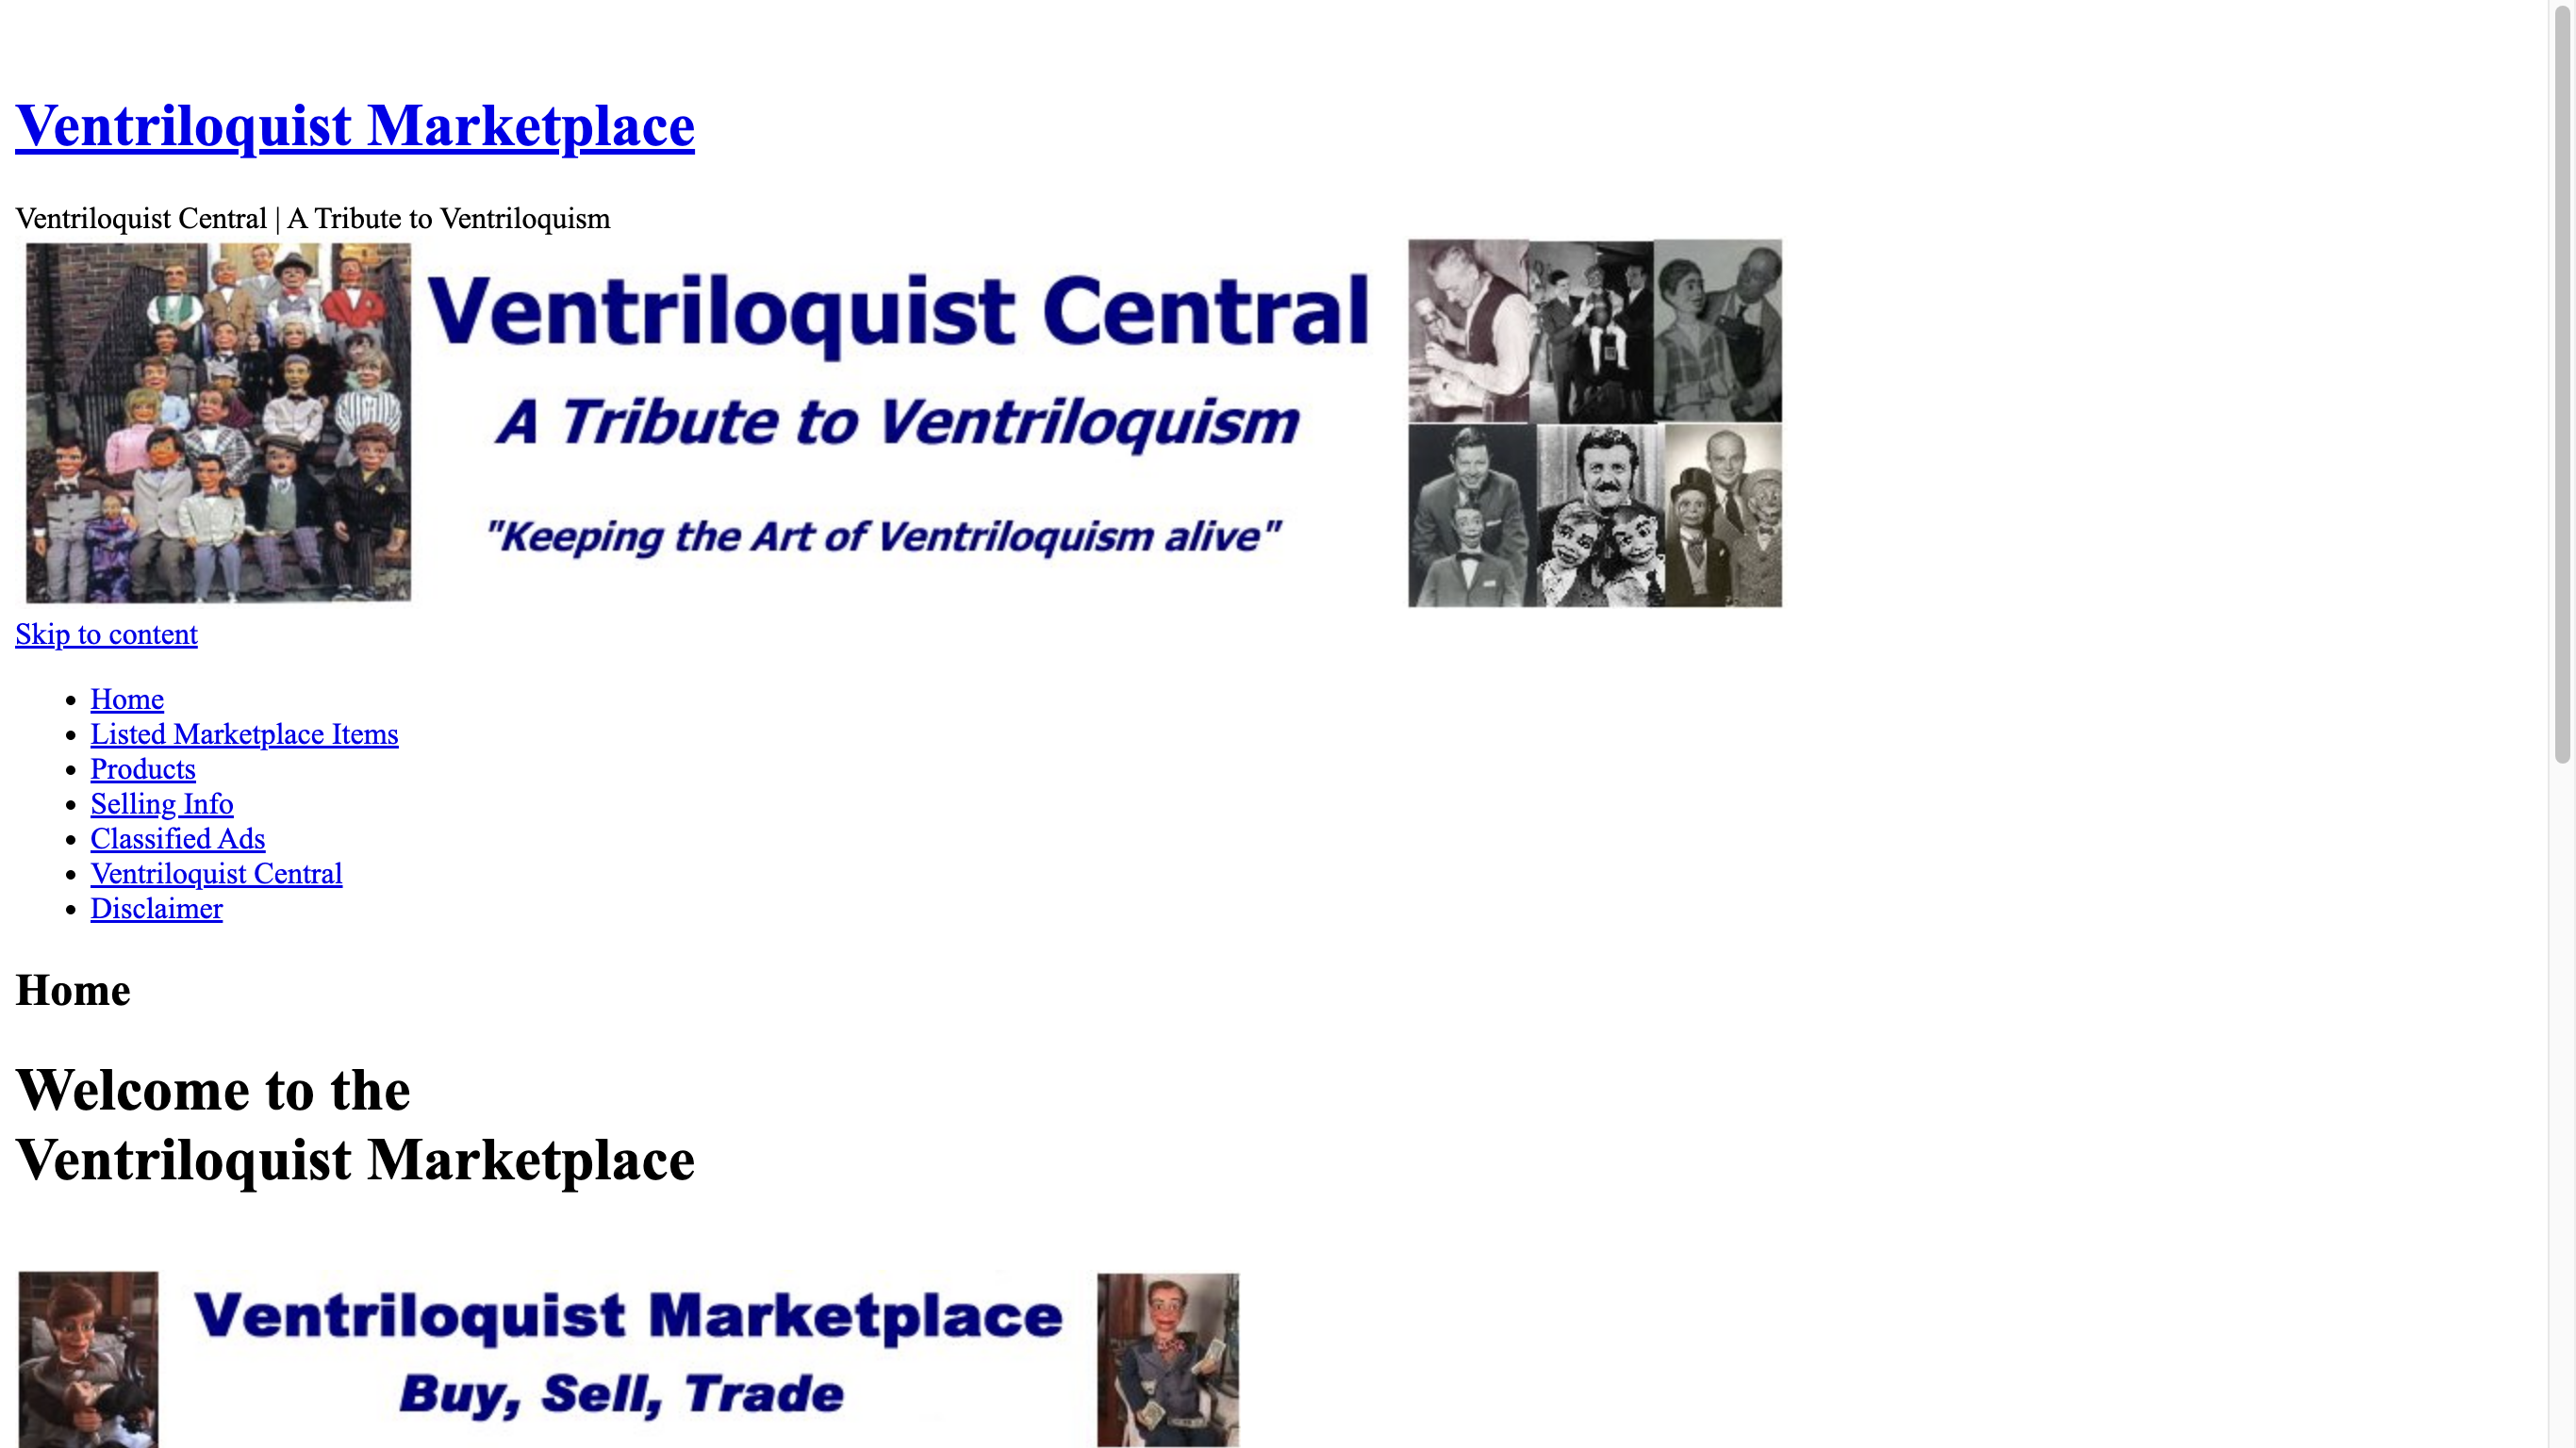 Ventriloquist Marketplace
Ventriloquist Central | A Tribute to Ventriloquism
Ventriloquist Central
A Tribute to Ventriloquism
"Keeping the Art of Ventriloquism alive"
Skip to content
Home
Listed Marketplace Items
Products
Selling Info
Classified Ads
Ventriloquist Central
Disclaimer
Home
Welcome to the
Ventriloquist Marketplace
Ventriloquist Marketplace
Buy, Sell, Trade